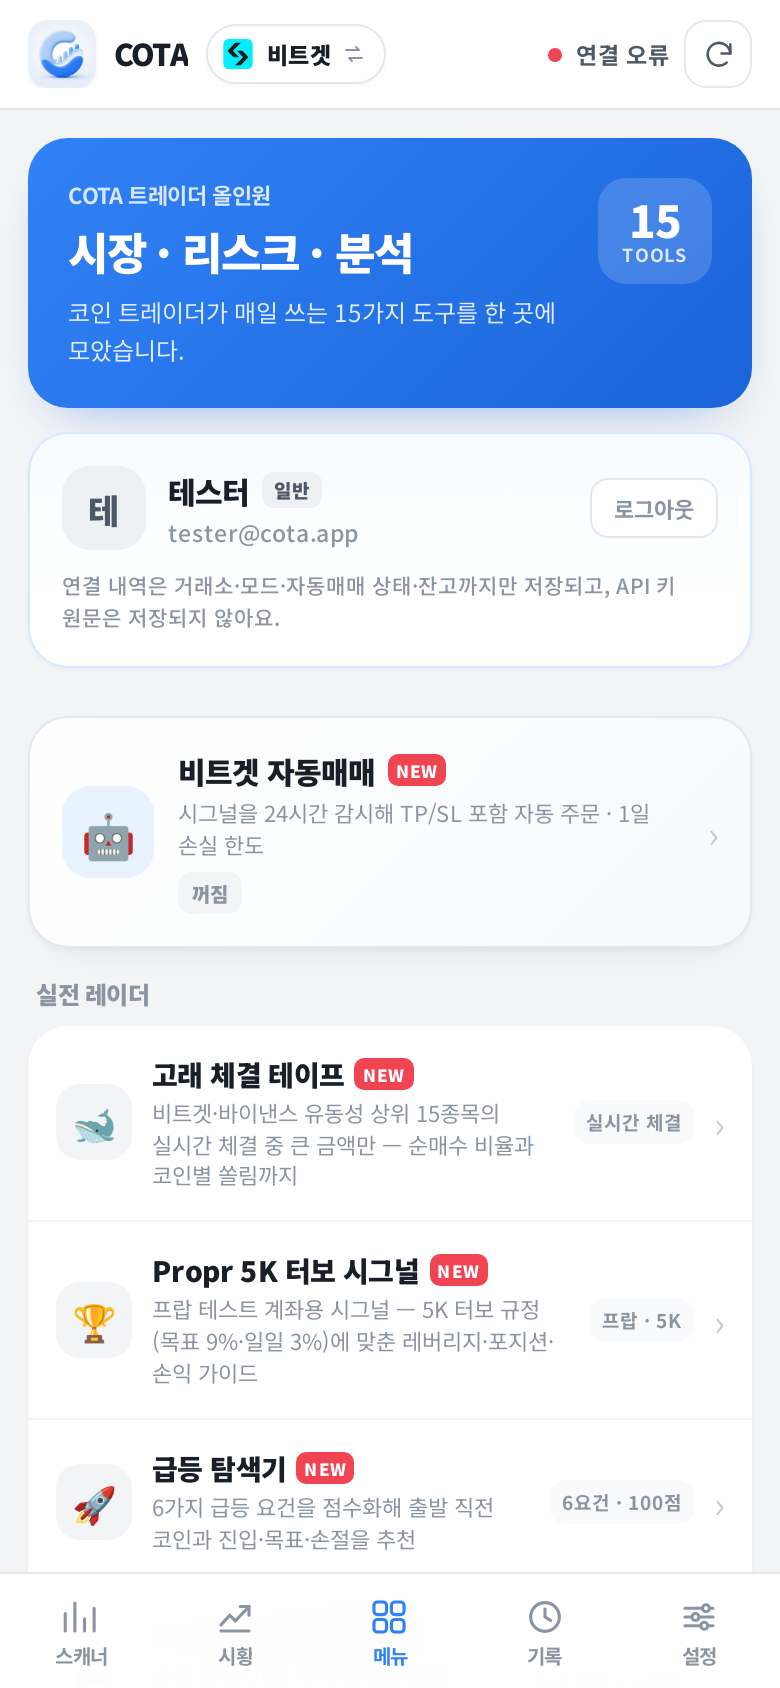 COTA
비트겟
연결 오류
COTA 트레이더 올인원
시장 · 리스크 · 분석
코인 트레이더가 매일 쓰는 15가지 도구를 한 곳에
모았습니다.
15
TOOLS
테
테스터
일반
tester@cota.app
로그아웃
연결 내역은 거래소·모드·자동매매 상태·잔고까지만 저장되고, API 키
원문은 저장되지 않아요.
비트겟 자동매매
NEW
시그널을 24시간 감시해 TP/SL 포함 자동 주문 · 1일
손실 한도
꺼짐
실전 레이더
고래 체결 테이프
NEW
비트겟·바이낸스 유동성 상위 15종목의
실시간 체결 중 큰 금액만 — 순매수 비율과
코인별 쏠림까지
실시간 체결
Propr 5K 터보 시그널
NEW
프랍 테스트 계좌용 시그널 — 5K 터보 규정
(목표 9%·일일 3%)에 맞춘 레버리지·포지션·
손익 가이드
프랍 · 5K
급등 탐색기
NEW
6가지 급등 요건을 점수화해 출발 직전
코인과 진입·목표·손절을 추천
6요건 · 100점
스캐너
시황
메뉴
기록
설정